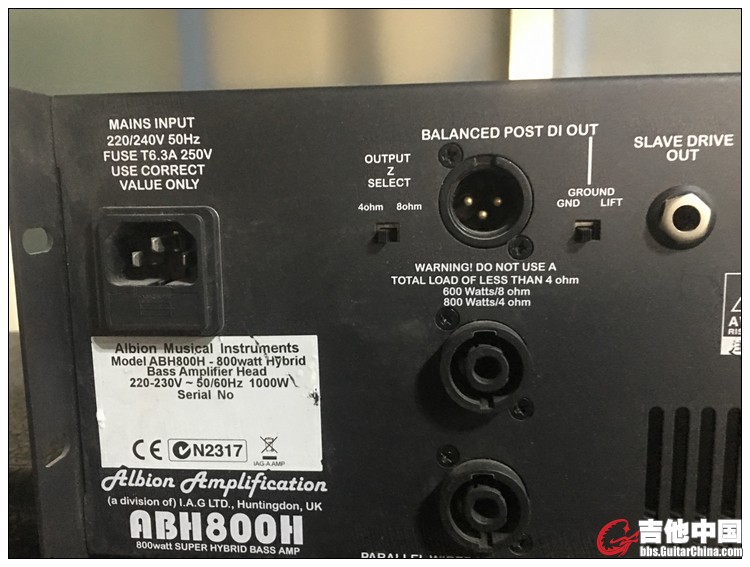 MAINS INPUT
220/240V 50Hz
FUSE T6.3A 250V
USE CORRECT
VALUE ONLY
OUTPUT
Z
SELECT
4ohm 8ohm
BALANCED POST DI OUT
GROUND
GND LIFT
SLAVE DRIVE
OUT
WARNING! DO NOT USE A
TOTAL LOAD OF LESS THAN 4 ohm
600 Watts/8 ohm
800 Watts/4 ohm
Albion Musical Instruments
Model ABH800H - 800watt Hybrid
Bass Amplifier Head
220-230V ~ 50/60Hz 1000W
Serial No
CE N2317
IAG-A.AMP
Albion Amplification
(a division of) I.A.G LTD., Huntingdon, UK
ABH800H
800watt SUPER HYBRID BASS AMP
PARALLEL
吉他中国
bbs.GuitarChina.com